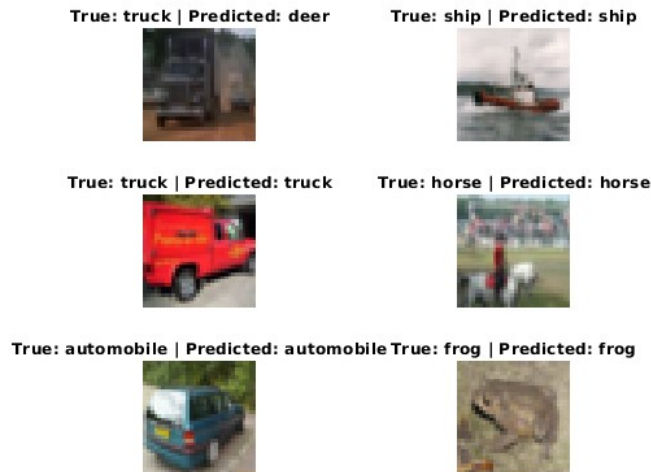 True: truck | Predicted: deer
True: ship | Predicted: ship
True: truck | Predicted: truck
True: horse | Predicted: horse
True: automobile | Predicted: automobile
True: frog | Predicted: frog